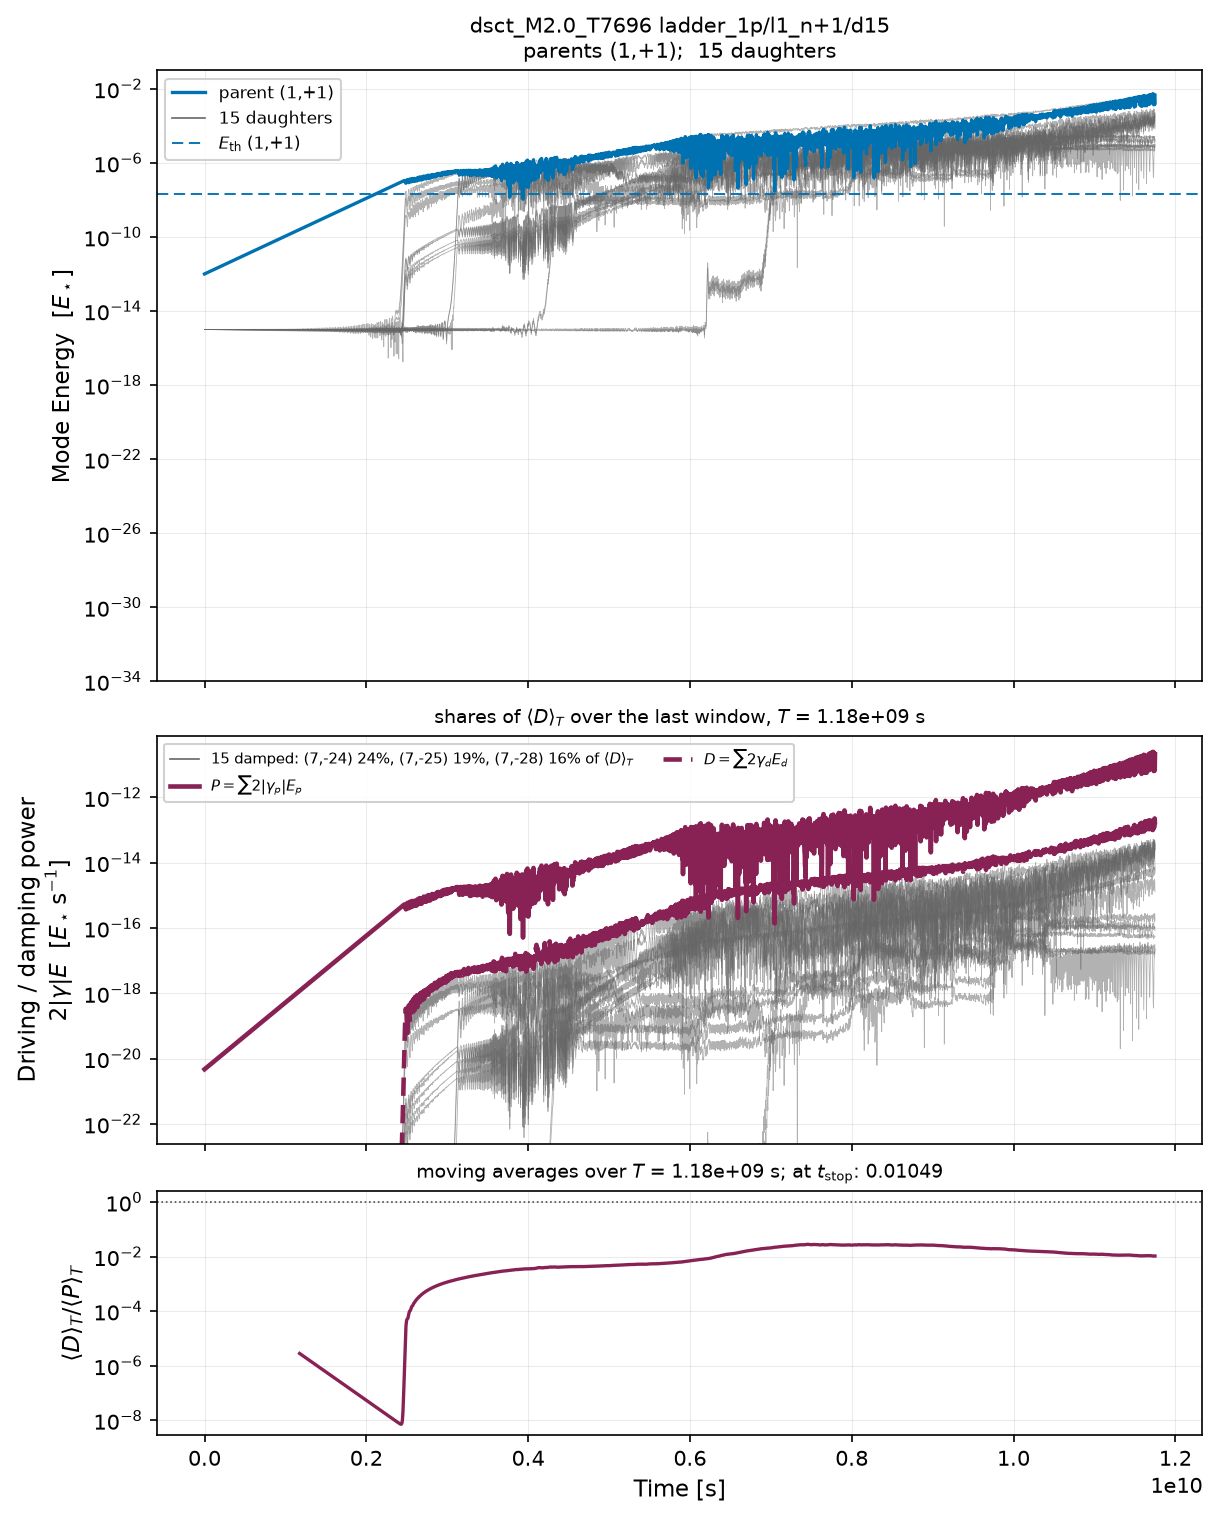 dsct_M2.0_T7696 ladder_1p/l1_n+1/d15
parents (1,+1);  15 daughters
parent (1,+1)
15 daughters
E_th (1,+1)
Mode Energy [E⋆]
10⁻²
10⁻⁶
10⁻¹⁰
10⁻¹⁴
10⁻¹⁸
10⁻²²
10⁻²⁶
10⁻³⁰
10⁻³⁴
shares of ⟨D⟩_T over the last window, T = 1.18e+09 s
15 damped: (7,-24) 24%, (7,-25) 19%, (7,-28) 16% of ⟨D⟩_T
P = ∑2|γ_p|E_p
D = ∑2γ_dE_d
Driving / damping power
2|γ|E [E⋆ s⁻¹]
10⁻¹²
10⁻¹⁴
10⁻¹⁶
10⁻¹⁸
10⁻²⁰
10⁻²²
moving averages over T = 1.18e+09 s; at t_stop: 0.01049
⟨D⟩_T/⟨P⟩_T
10⁰
10⁻²
10⁻⁴
10⁻⁶
10⁻⁸
0.0 0.2 0.4 0.6 0.8 1.0 1.2
1e10
Time [s]